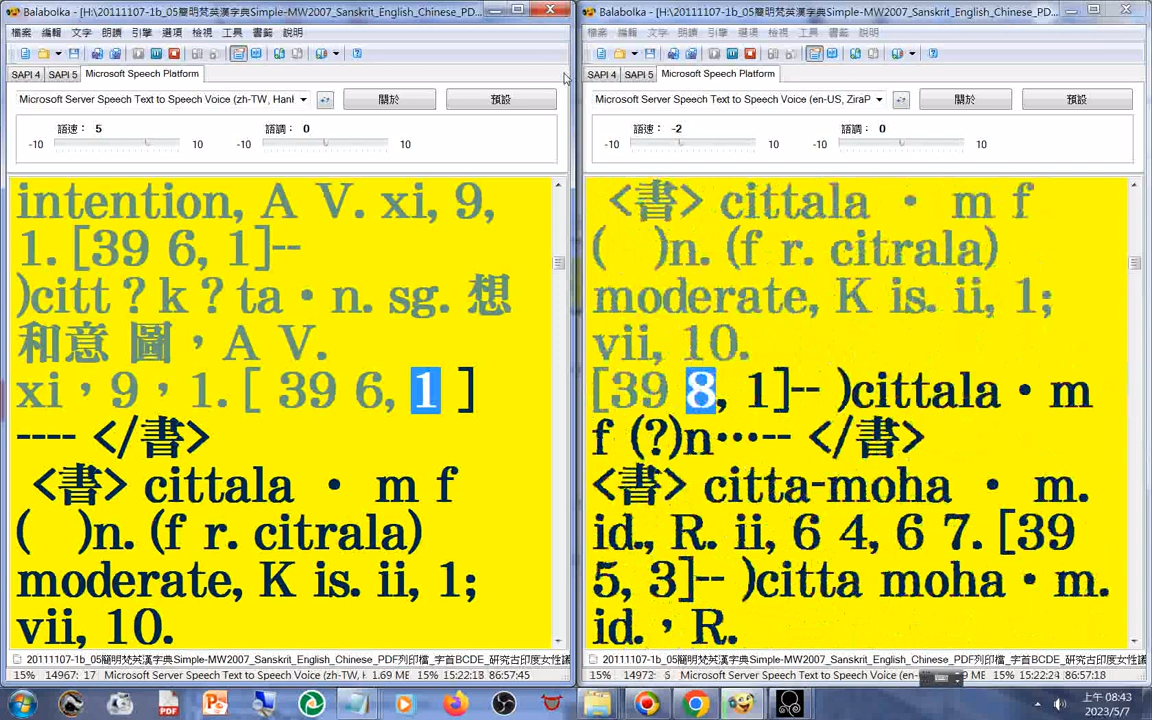 Balabolka - [H:\20111107-1b_05簡明梵英漢字典Simple-MW2007_Sanskrit_English_Chinese_PD...
檔案 編輯 文字 朗讀 引擎 選項 檢視 工具 書籤 說明
SAPI 4 SAPI 5 Microsoft Speech Platform
Microsoft Server Speech Text to Speech Voice (zh-TW, Hanl 關於 預設
語速： 5 語調： 0
-10 10 -10 10
intention, A V. xi, 9,
1. [39 6, 1]--
)citt？k？ta・n. sg. 想
和意 圖，A V.
xi，9，1. [ 39 6, 1 ]
---- </書>
<書> cittala ・ m f
( )n. (f r. citrala)
moderate, K is. ii, 1;
vii, 10.
20111107-1b_05簡明梵英漢字典Simple-MW2007_Sanskrit_English_Chinese_PDF列印檔_字首BCDE_研究古印度女性議
15% 14967: 17 Microsoft Server Speech Text to Speech Voice (zh-TW, H 1.69 MB 15% 15:22:18 86:57:45
Balabolka - [H:\20111107-1b_05簡明梵英漢字典Simple-MW2007_Sanskrit_English_Chinese_PDF...
檔案 編輯 文字 朗讀 引擎 選項 檢視 工具 書籤 說明
SAPI 4 SAPI 5 Microsoft Speech Platform
Microsoft Server Speech Text to Speech Voice (en-US, ZiraP 關於 預設
語速： -2 語調： 0
-10 10 -10 10
<書> cittala ・ m f
( )n. (f r. citrala)
moderate, K is. ii, 1;
vii, 10.
[39 8, 1]-- )cittala・m
f (?)n…-- </書>
<書> citta-moha ・ m.
id., R. ii, 6 4, 6 7. [39
5, 3]-- )citta moha・m.
id.，R.
20111107-1b_05簡明梵英漢字典Simple-MW2007_Sanskrit_English_Chinese_PDF列印檔_字首BCDE_研究古印度女性議
15% 14972: 5 Microsoft Server Speech Text to Speech Voice (en-US, MB 15% 15:22:24 86:57:18
上午 08:43
2023/5/7